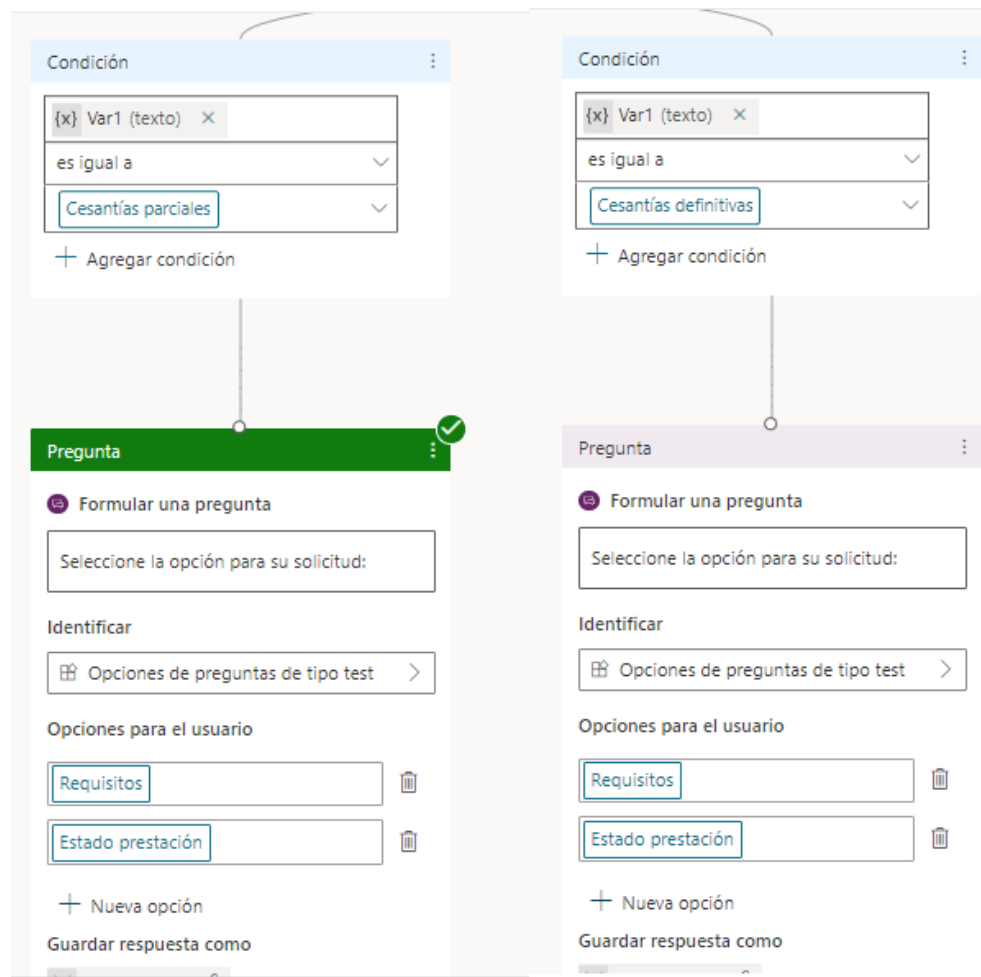 Condición
{x} Var1 (texto)
es igual a
Cesantías parciales
Agregar condición
Pregunta
Formular una pregunta
Seleccione la opción para su solicitud:
Identificar
Opciones de preguntas de tipo test
Opciones para el usuario
Requisitos
Estado prestación
Nueva opción
Guardar respuesta como
Condición
{x} Var1 (texto)
es igual a
Cesantías definitivas
Agregar condición
Pregunta
Formular una pregunta
Seleccione la opción para su solicitud:
Identificar
Opciones de preguntas de tipo test
Opciones para el usuario
Requisitos
Estado prestación
Nueva opción
Guardar respuesta como